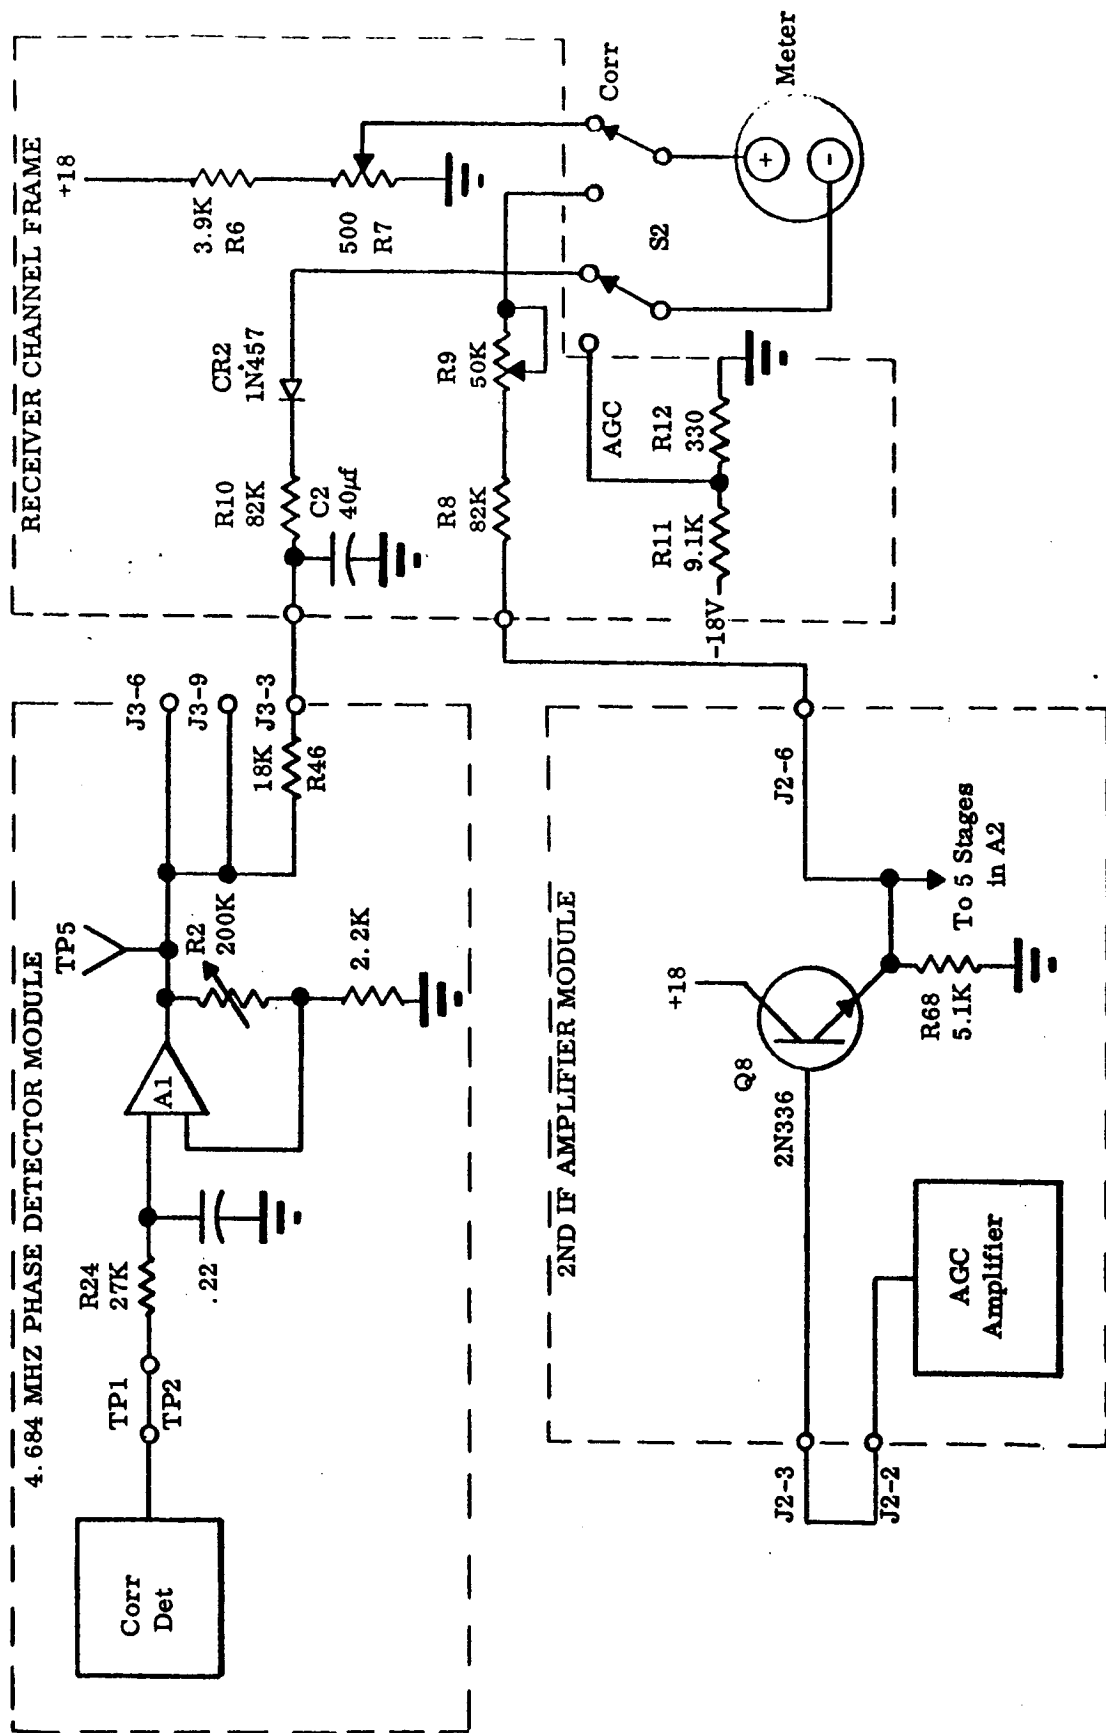 4.684 MHZ PHASE DETECTOR MODULE
Corr
Det
TP1
TP2
R24
27K
.22
A1
TP5
R2
200K
2.2K
J3-6
J3-9
J3-3
18K
R46
RECEIVER CHANNEL FRAME
R10
82K
C2
40µf
CR2
1N457
+18
3.9K
R6
500
R7
R8
82K
R9
50K
AGC
R11
9.1K
R12
330
-18V
S2
Corr
Meter
+
-
2ND IF AMPLIFIER MODULE
J2-3
J2-2
AGC
Amplifier
Q8
2N336
+18
R68
5.1K
To 5 Stages
in A2
J2-6